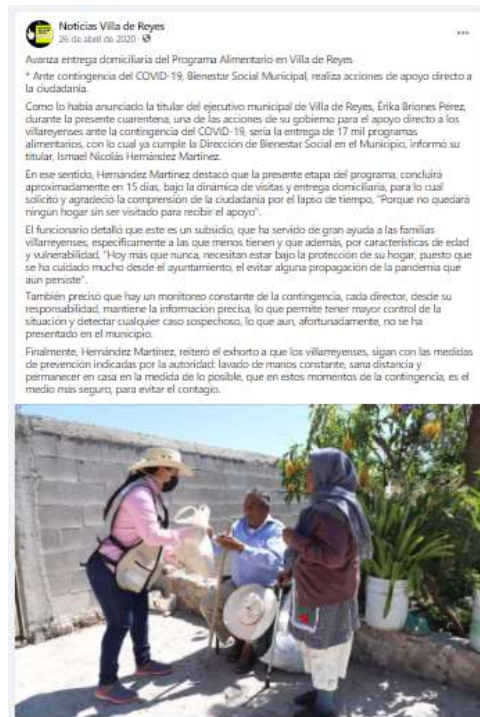 Noticias Villa de Reyes
26 de abril de 2020
Avanza entrega domiciliaria del Programa Alimentario en Villa de Reyes
* Ante contingencia del COVID-19, Bienestar Social Municipal, realiza acciones de apoyo directo a
la ciudadanía.
Como lo había anunciado la titular del ejecutivo municipal de Villa de Reyes, Érika Briones Pérez,
durante la presente cuarentena, una de las acciones de su gobierno para el apoyo directo a los
villareyenses ante la contingencia del COVID-19, sería la entrega de 17 mil programas
alimentarios, con lo cual ya cumple la Dirección de Bienestar Social en el Municipio, informó su
titular, Ismael Nicolás Hernández Martínez.
En ese sentido, Hernández Martínez destacó que la presente etapa del programa, concluirá
aproximadamente en 15 días, bajo la dinámica de visitas y entrega domiciliaria, para lo cual
solicitó y agradeció la comprensión de la ciudadanía por el lapso de tiempo, "Porque no quedará
ningún hogar sin ser visitado para recibir el apoyo".
El funcionario detalló que este es un subsidio, que ha servido de gran ayuda a las familias
villarreyenses, específicamente a las que menos tienen y que además, por características de edad
y vulnerabilidad, "Hoy más que nunca, necesitan estar bajo la protección de su hogar, puesto que
se ha cuidado mucho desde el ayuntamiento, el evitar alguna propagación de la pandemia que
aún persiste".
También precisó que hay un monitoreo constante de la contingencia, cada director, desde su
responsabilidad, mantiene la información precisa, lo que permite tener mayor control de la
situación y detectar cualquier caso sospechoso, lo que aun, afortunadamente, no se ha
presentado en el municipio.
Finalmente, Hernández Martínez, reiteró el exhorto a que los villarreyenses, sigan con las medidas
de prevención indicadas por la autoridad: lavado de manos constante, sana distancia y
permanecer en casa en la medida de lo posible, que en estos momentos de la contingencia, es el
medio más seguro, para evitar el contagio.